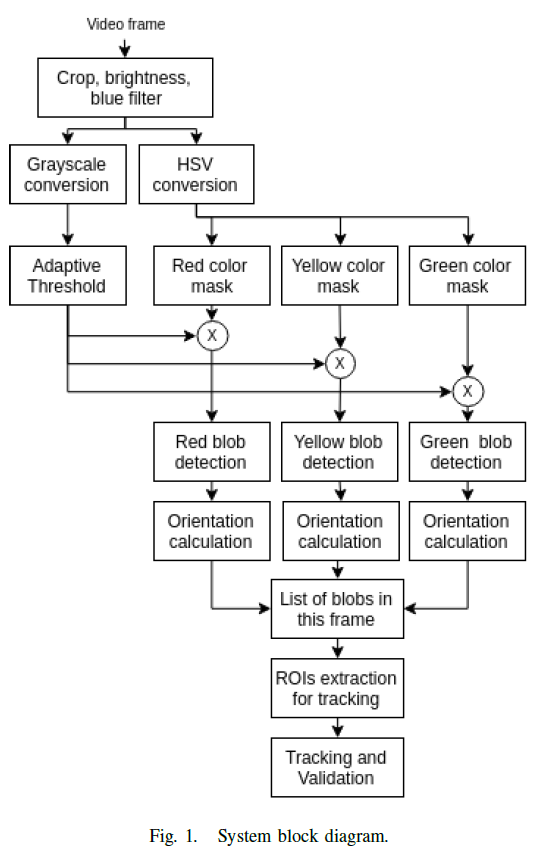 Video frame
Crop, brightness,
blue filter
Grayscale
conversion
HSV
conversion
Adaptive
Threshold
Red color
mask
Yellow color
mask
Green color
mask
X
X
X
Red blob
detection
Yellow blob
detection
Green blob
detection
Orientation
calculation
Orientation
calculation
Orientation
calculation
List of blobs in
this frame
ROIs extraction
for tracking
Tracking and
Validation
Fig. 1. System block diagram.